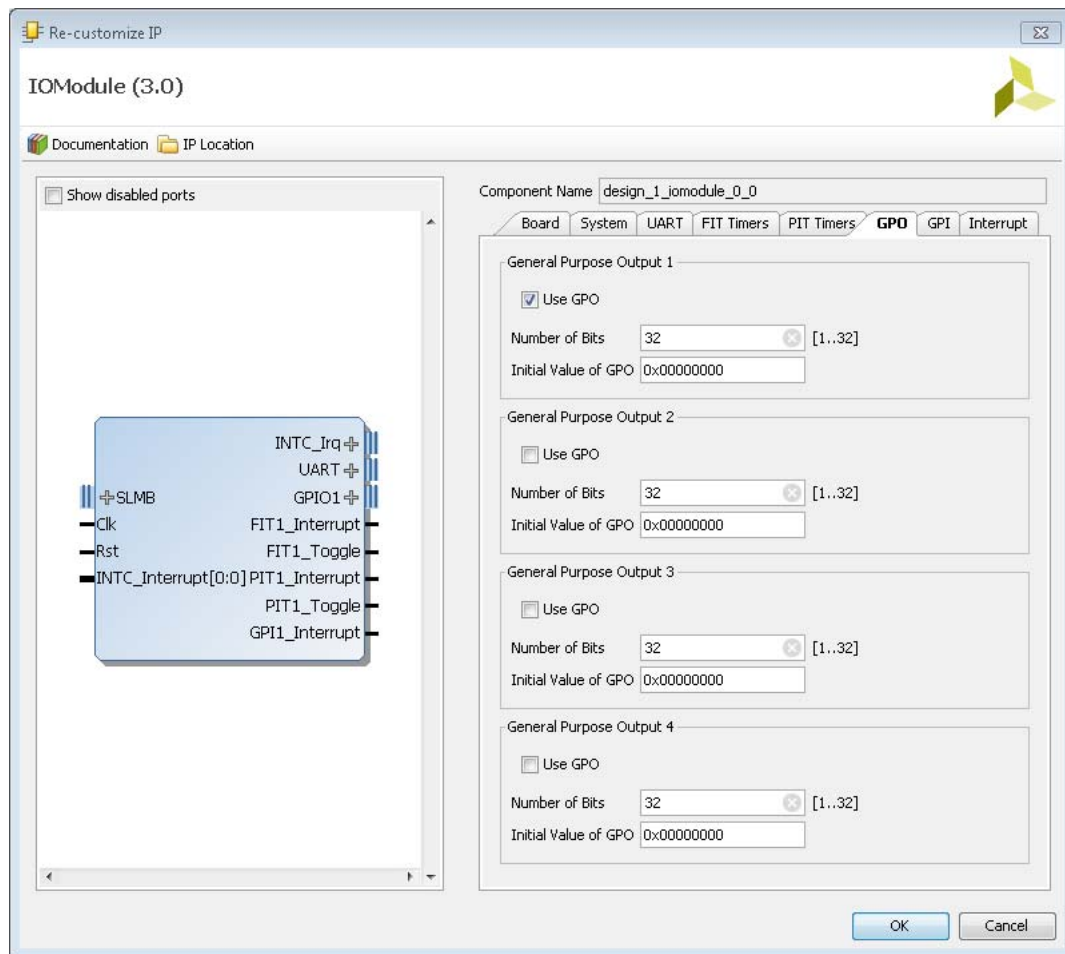 Re-customize IP
IOModule (3.0)
Documentation IP Location
Show disabled ports
INTC_Irq
UART
SLMB GPIO1
Clk FIT1_Interrupt
Rst FIT1_Toggle
INTC_Interrupt[0:0] PIT1_Interrupt
PIT1_Toggle
GPI1_Interrupt
Component Name design_1_iomodule_0_0
Board System UART FIT Timers PIT Timers GPO GPI Interrupt
General Purpose Output 1
Use GPO
Number of Bits 32 [1..32]
Initial Value of GPO 0x00000000
General Purpose Output 2
Use GPO
Number of Bits 32 [1..32]
Initial Value of GPO 0x00000000
General Purpose Output 3
Use GPO
Number of Bits 32 [1..32]
Initial Value of GPO 0x00000000
General Purpose Output 4
Use GPO
Number of Bits 32 [1..32]
Initial Value of GPO 0x00000000
OK Cancel